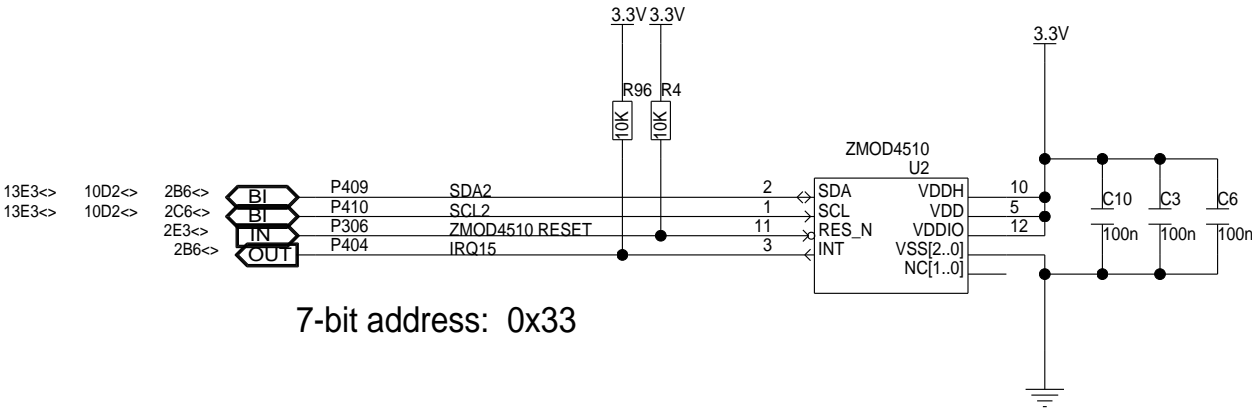 3.3V 3.3V
3.3V
R96 R4
10K 10K
ZMOD4510
U2
13E3<> 10D2<> 2B6<> BI P409 SDA2 2 SDA VDDH 10
13E3<> 10D2<> 2C6<> BI P410 SCL2 1 SCL VDD 5
2E3<> IN P306 ZMOD4510 RESET 11 RES_N VDDIO 12
2B6<> OUT P404 IRQ15 3 INT VSS[2..0]
NC[1..0]
C10 C3 C6
100n 100n 100n
7-bit address: 0x33